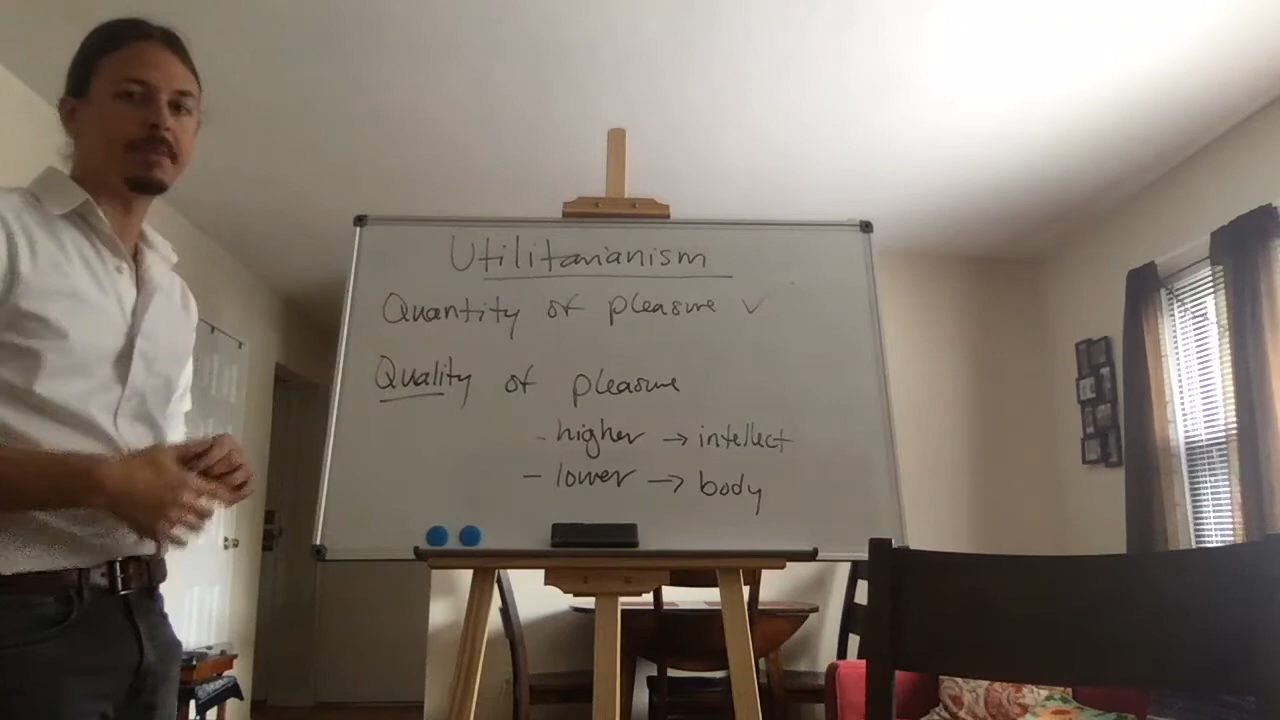 Utilitarianism
Quantity of pleasure ✓
Quality of pleasure
- higher → intellect
- lower → body